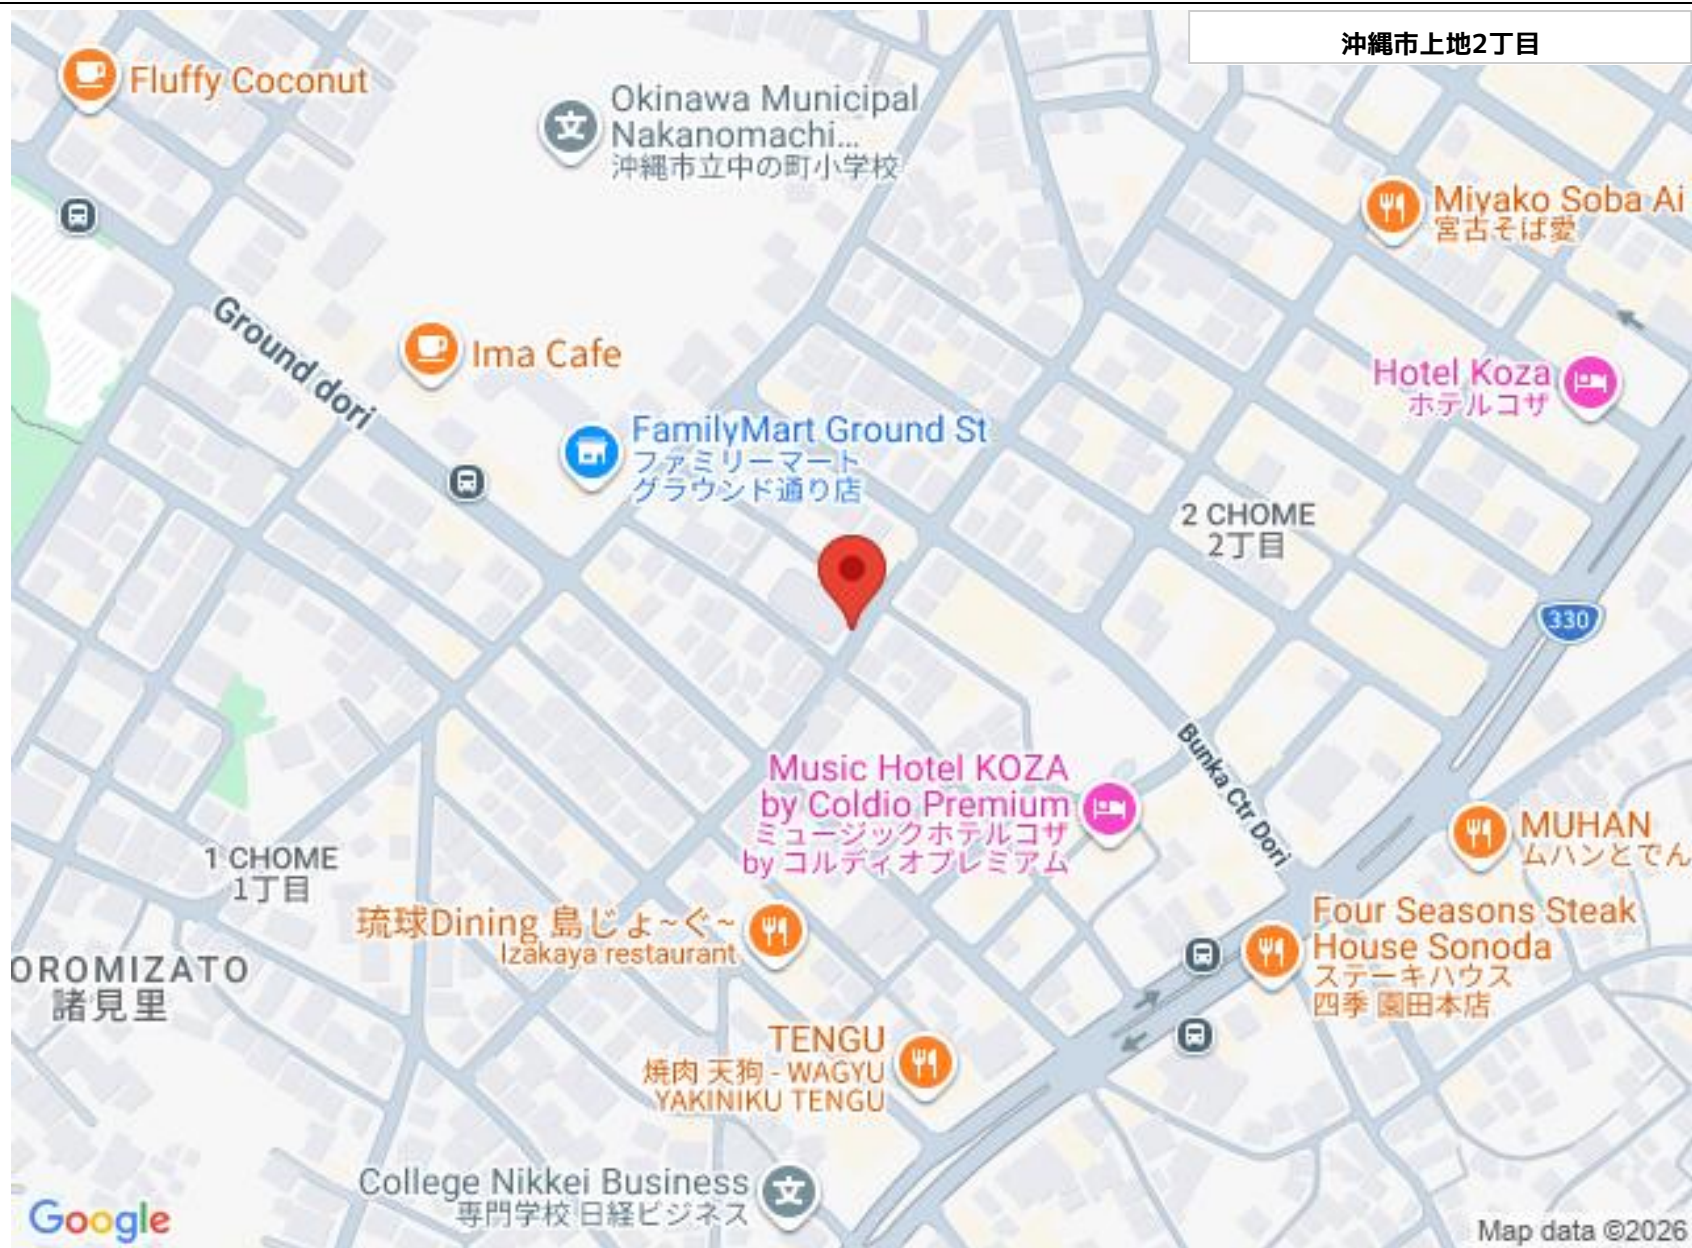 沖縄市上地2丁目
Fluffy Coconut
Okinawa Municipal
Nakanomachi...
沖縄市立中の町小学校
Miyako Soba Ai
宮古そば愛
Ground dori
Ima Cafe
Hotel Koza
ホテルコザ
FamilyMart Ground St
ファミリーマート
グラウンド通り店
2 CHOME
2丁目
330
Bunka Ctr Dori
Music Hotel KOZA
by Coldio Premium
ミュージックホテルコザ
by コルディオプレミアム
MUHAN
ムハンとでん
1 CHOME
1丁目
琉球Dining 島じょ~ぐ~
Izakaya restaurant
Four Seasons Steak
House Sonoda
ステーキハウス
四季 園田本店
OROMIZATO
諸見里
TENGU
焼肉 天狗 - WAGYU
YAKINIKU TENGU
College Nikkei Business
専門学校 日経ビジネス
Google
Map data ©2026